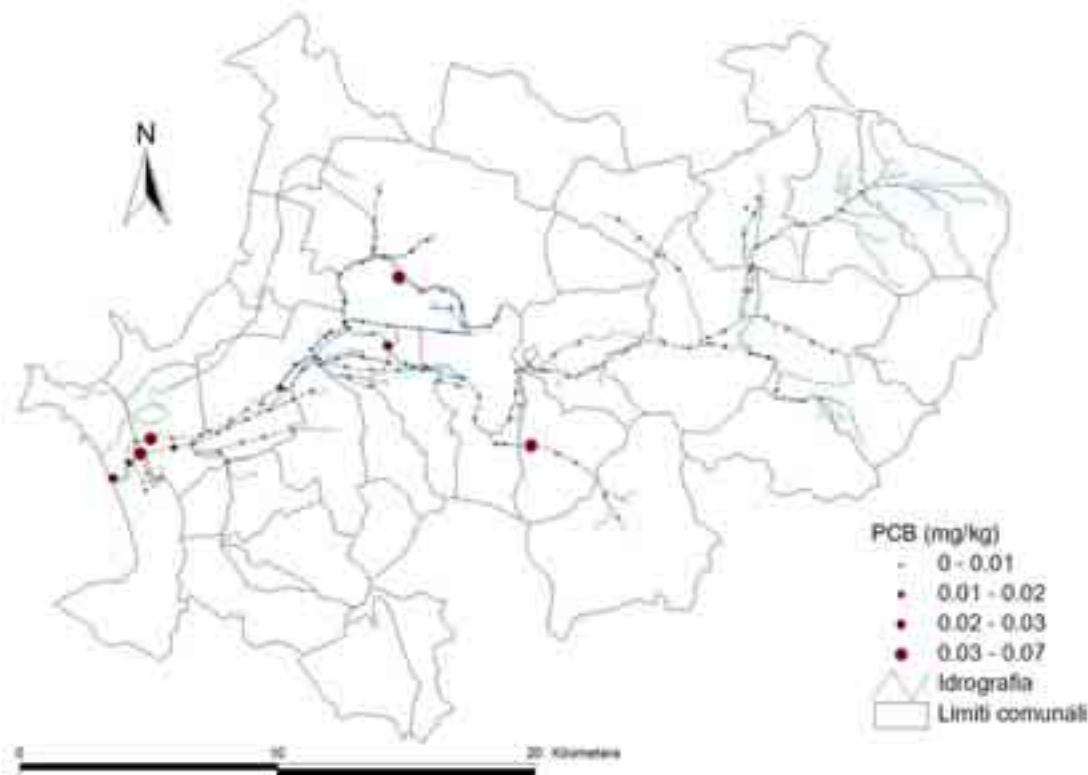 N
PCB (mg/kg)
0 - 0.01
0.01 - 0.02
0.02 - 0.03
0.03 - 0.07
Idrografia
Limiti comunali
0 10 20 Kilometers